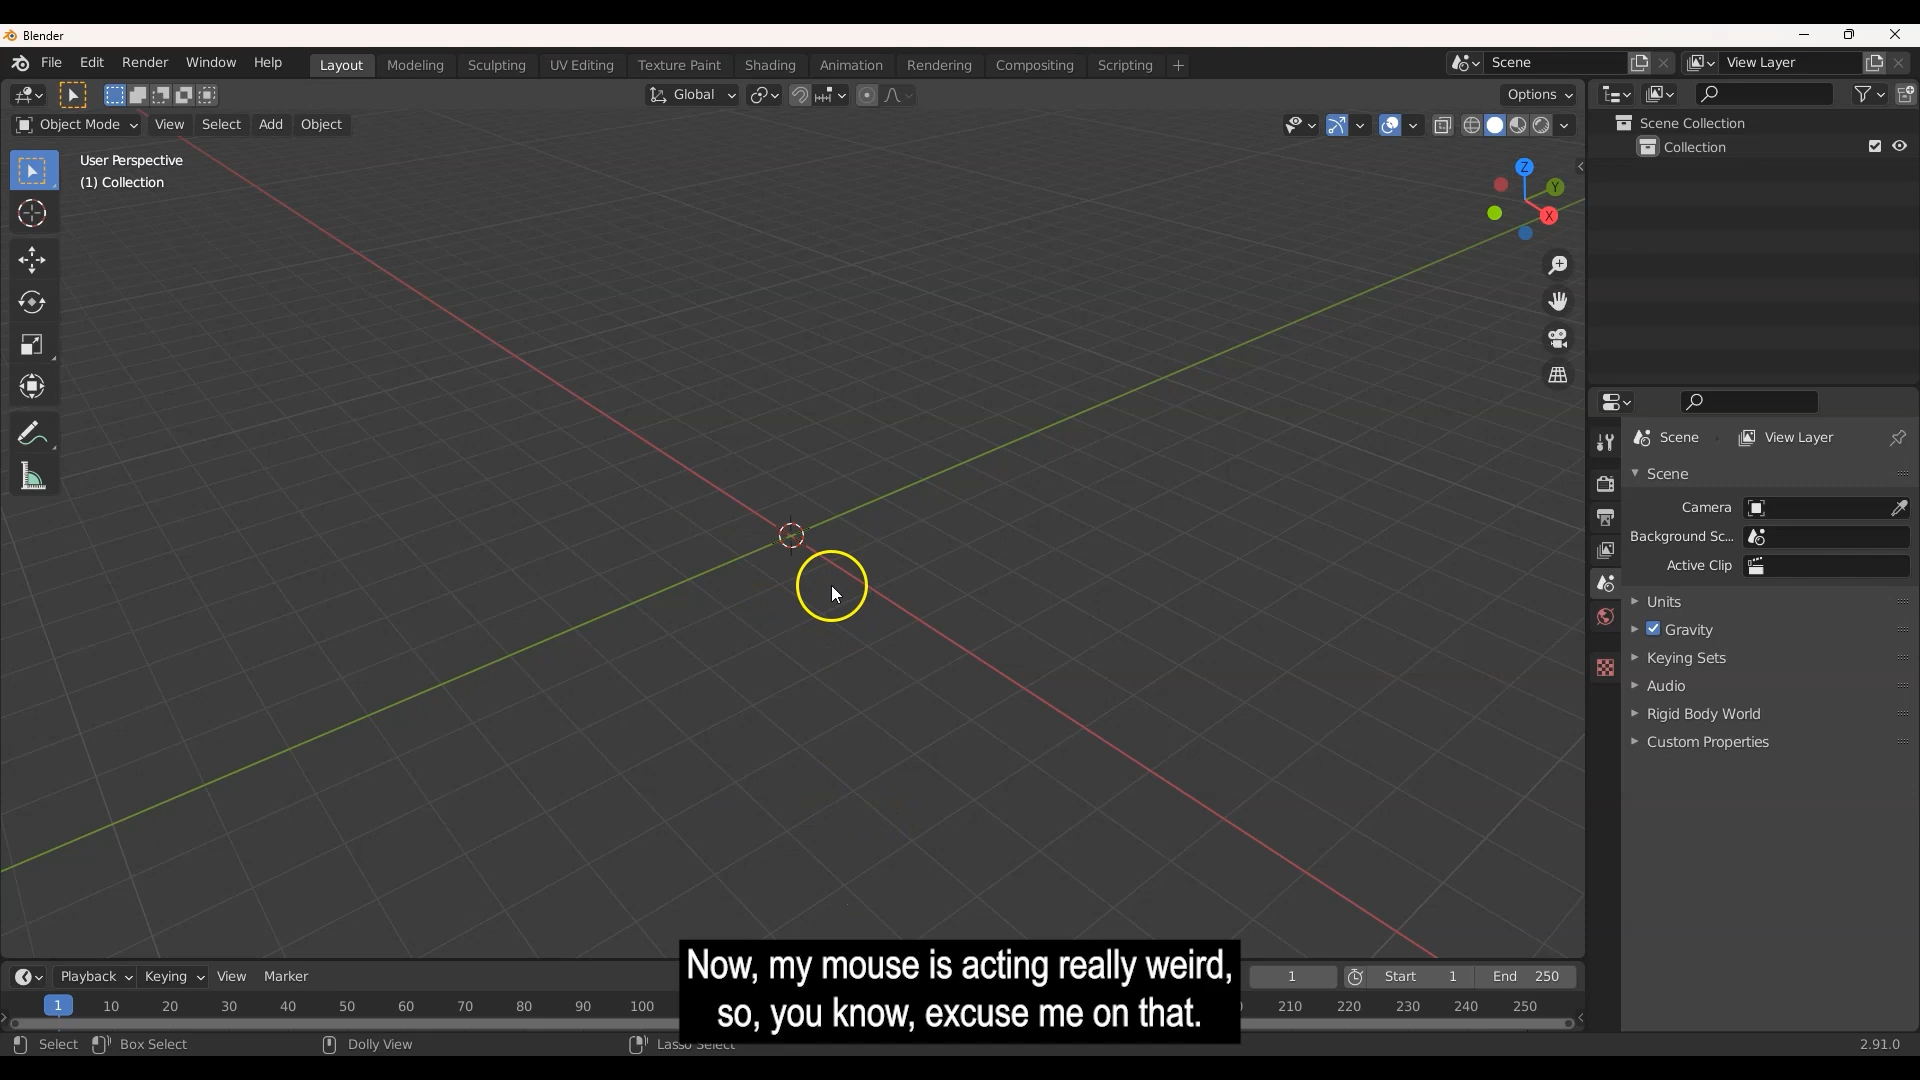 Blender
File Edit Render Window Help Layout Modeling Sculpting UV Editing Texture Paint Shading Animation Rendering Compositing Scripting + Scene View Layer
Global Options
Object Mode View Select Add Object
User Perspective
(1) Collection
Z
Y
X
Scene Collection
Collection
Scene View Layer
Scene
Camera
Background Sc...
Active Clip
Units
Gravity
Keying Sets
Audio
Rigid Body World
Custom Properties
Now, my mouse is acting really weird,
so, you know, excuse me on that.
Playback Keying View Marker 1 Start 1 End 250
1 10 20 30 40 50 60 70 80 90 100 210 220 230 240 250
Select Box Select Dolly View Lasso Select 2.91.0